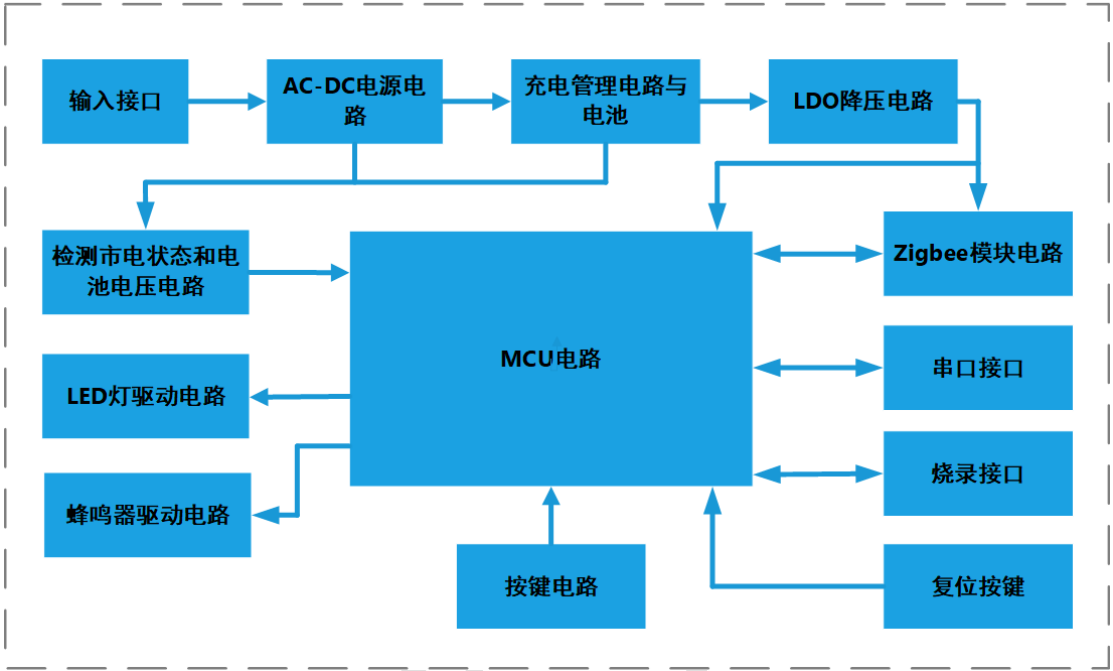 输入接口
AC-DC电源电
路
充电管理电路与
电池
LDO降压电路
检测市电状态和电
池电压电路
Zigbee模块电路
MCU电路
串口接口
LED灯驱动电路
烧录接口
蜂鸣器驱动电路
按键电路
复位按键